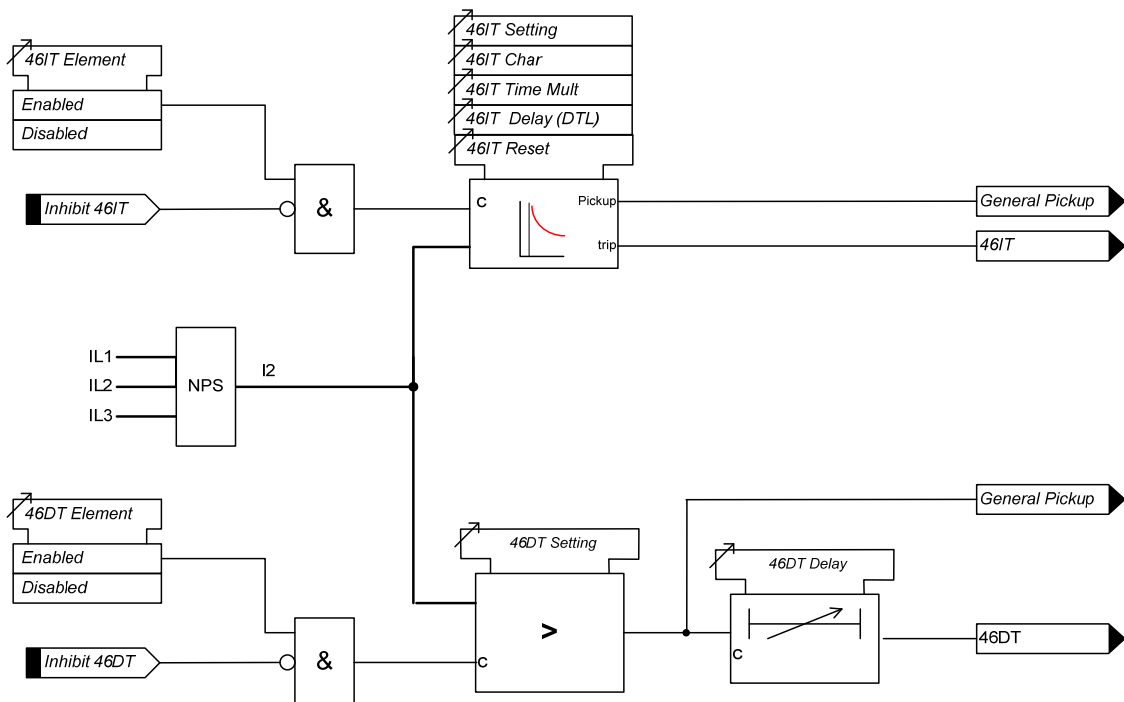 46IT Setting
46IT Element
46IT Char
46IT Time Mult
Enabled
46IT  Delay (DTL)
Disabled
46IT Reset
Inhibit 46IT
&
C
Pickup
General Pickup
trip
46IT
IL1
IL2
IL3
NPS
I2
46DT Element
General Pickup
Enabled
46DT Setting
46DT Delay
Disabled
>
Inhibit 46DT
&
C
C
46DT